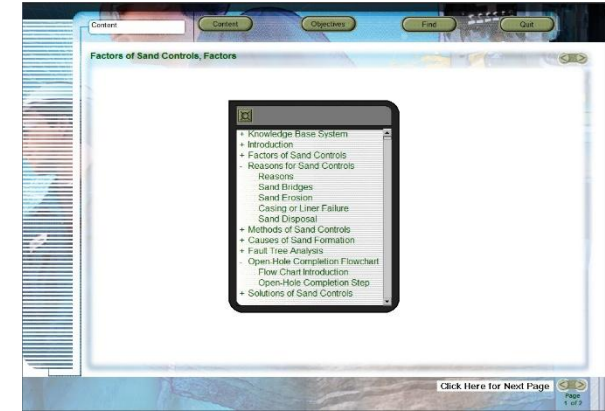 Content
Content
Objectives
Find
Quit
Factors of Sand Controls, Factors
+ Knowledge Base System
+ Introduction
+ Factors of Sand Controls
- Reasons for Sand Controls
Reasons
Sand Bridges
Sand Erosion
Casing or Liner Failure
Sand Disposal
+ Methods of Sand Controls
+ Causes of Sand Formation
+ Fault Tree Analysis
- Open-Hole Completion Flowchart
Flow Chart Introduction
Open-Hole Completion Step
+ Solutions of Sand Controls
Click Here for Next Page
Page